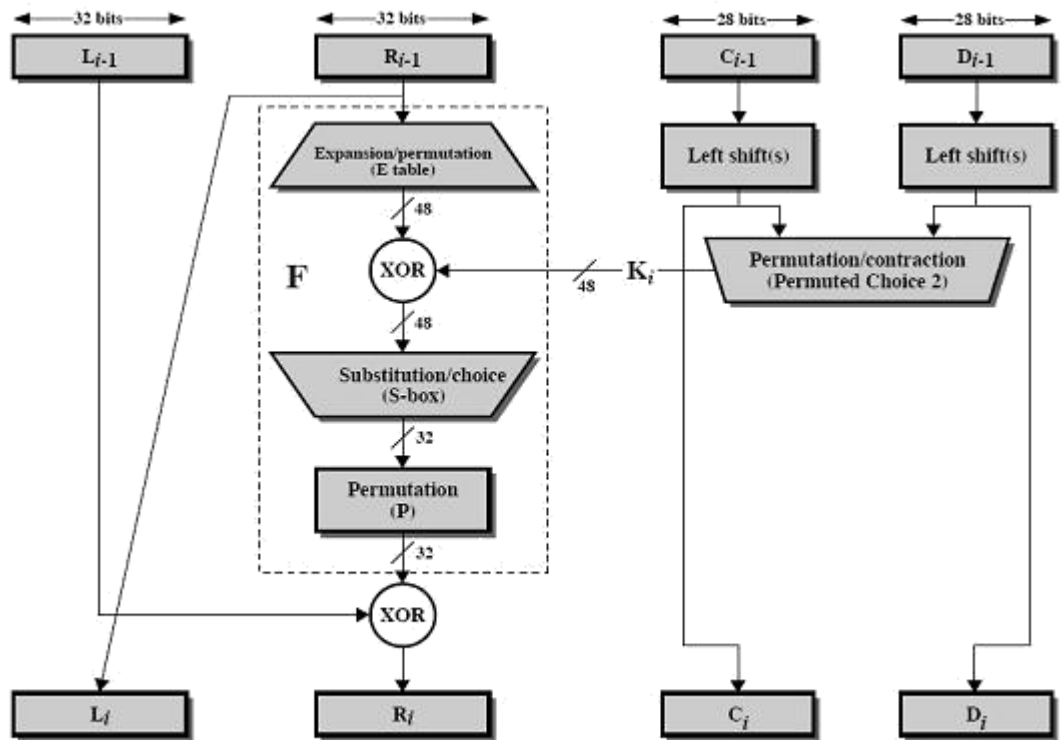 32 bits
32 bits
28 bits
28 bits
Li-1
Ri-1
Ci-1
Di-1
Expansion/permutation
(E table)
Left shift(s)
Left shift(s)
48
F
XOR
48
Ki
Permutation/contraction
(Permuted Choice 2)
48
Substitution/choice
(S-box)
32
Permutation
(P)
32
XOR
Li
Ri
Ci
Di